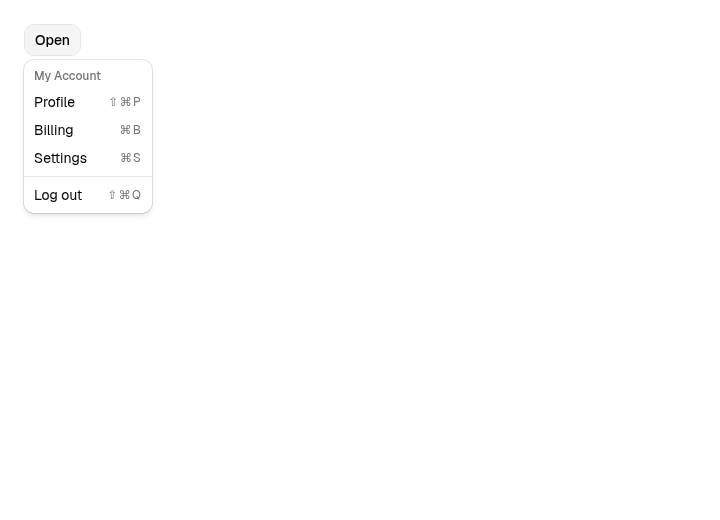 Open
My Account
Profile ⇧⌘P
Billing ⌘B
Settings ⌘S
Log out ⇧⌘Q